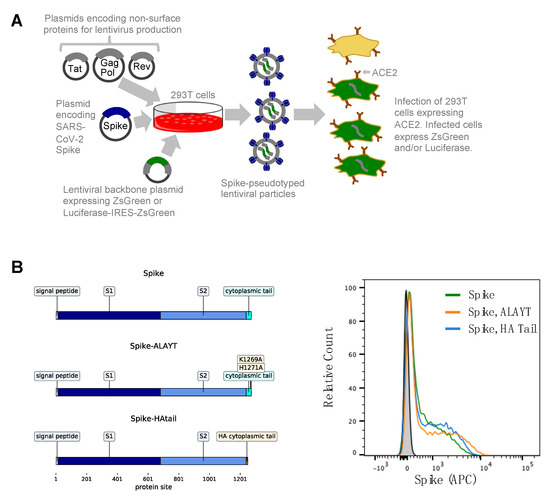 A
Plasmids encoding non-surface
proteins for lentivirus production
Tat
Gag
Pol
Rev
293T cells
ACE2
Plasmid
encoding
SARS-
CoV-2
Spike
Spike
Infection of 293T
cells expressing
ACE2. Infected cells
express ZsGreen
and/or Luciferase.
Lentiviral backbone plasmid
expressing ZsGreen or
Luciferase-IRES-ZsGreen
Spike-pseudotyped
lentiviral particles
B
Spike
signal peptide
S1
S2
cytoplasmic tail
Spike-ALAYT
K1269A
H1271A
signal peptide
S1
S2
cytoplasmic tail
Spike-HAtail
signal peptide
S1
S2
HA cytoplasmic tail
1 201 401 601 801 1001 1201
protein site
Relative Count
100
80
60
40
20
0
Spike
Spike, ALAYT
Spike, HA Tail
-10³ 0 10³ 10⁴ 10⁵
Spike (APC)